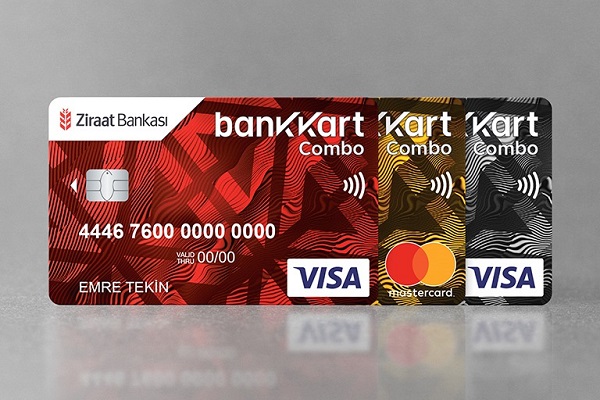 Ziraat Bankası
bankkart
Combo
4446 7600 0000 0000
VALID
THRU 00/00
EMRE TEKİN
VISA
kart
Combo
mastercard.
kart
Combo
VISA